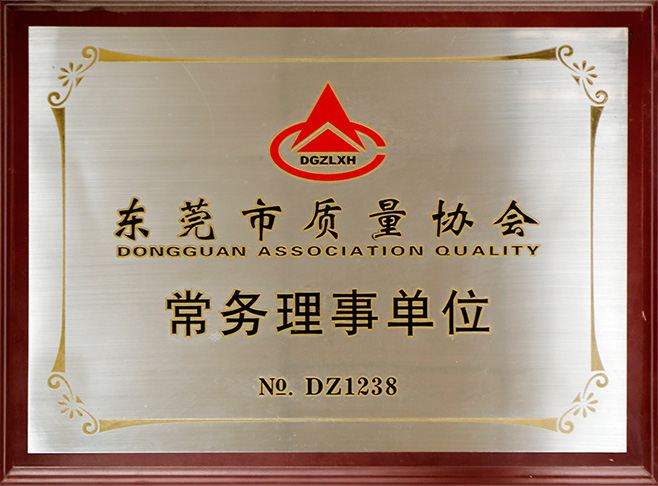 DGZLXH
东莞市质量协会
DONGGUAN ASSOCIATION QUALITY
常务理事单位
№. DZ1238